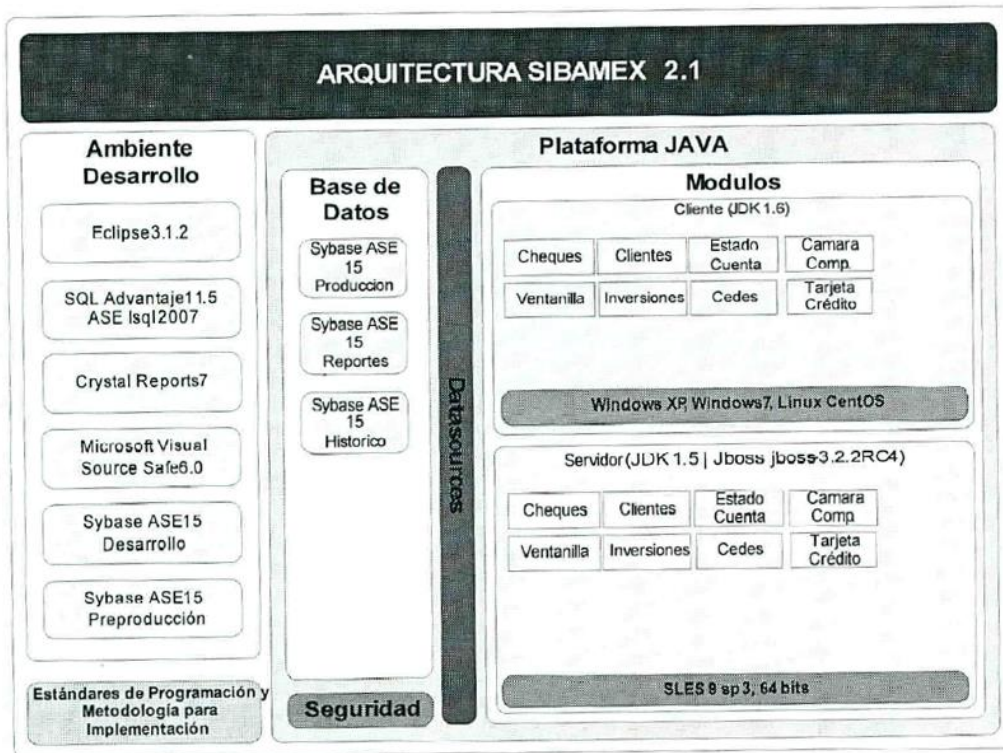 ARQUITECTURA SIBAMEX 2.1
Ambiente
Desarrollo
Eclipse3.1.2
SQL Advantaje11.5
ASE Isql2007
Crystal Reports7
Microsoft Visual
Source Safe6.0
Sybase ASE15
Desarrollo
Sybase ASE15
Preproducción
Estándares de Programación y
Metodología para
Implementación
Plataforma JAVA
Base de
Datos
Sybase ASE
15
Produccion
Sybase ASE
15
Reportes
Sybase ASE
15
Historico
Seguridad
Datasources
Modulos
Cliente (JDK 1.6)
Cheques
Clientes
Estado
Cuenta
Camara
Comp.
Ventanilla
Inversiones
Cedes
Tarjeta
Crédito
Windows XP, Windows7, Linux CentOS
Servidor(JDK 1.5 | Jboss jboss-3.2.2RC4)
Cheques
Clientes
Estado
Cuenta
Camara
Comp.
Ventanilla
Inversiones
Cedes
Tarjeta
Crédito
SLES 9 sp3, 64 bits